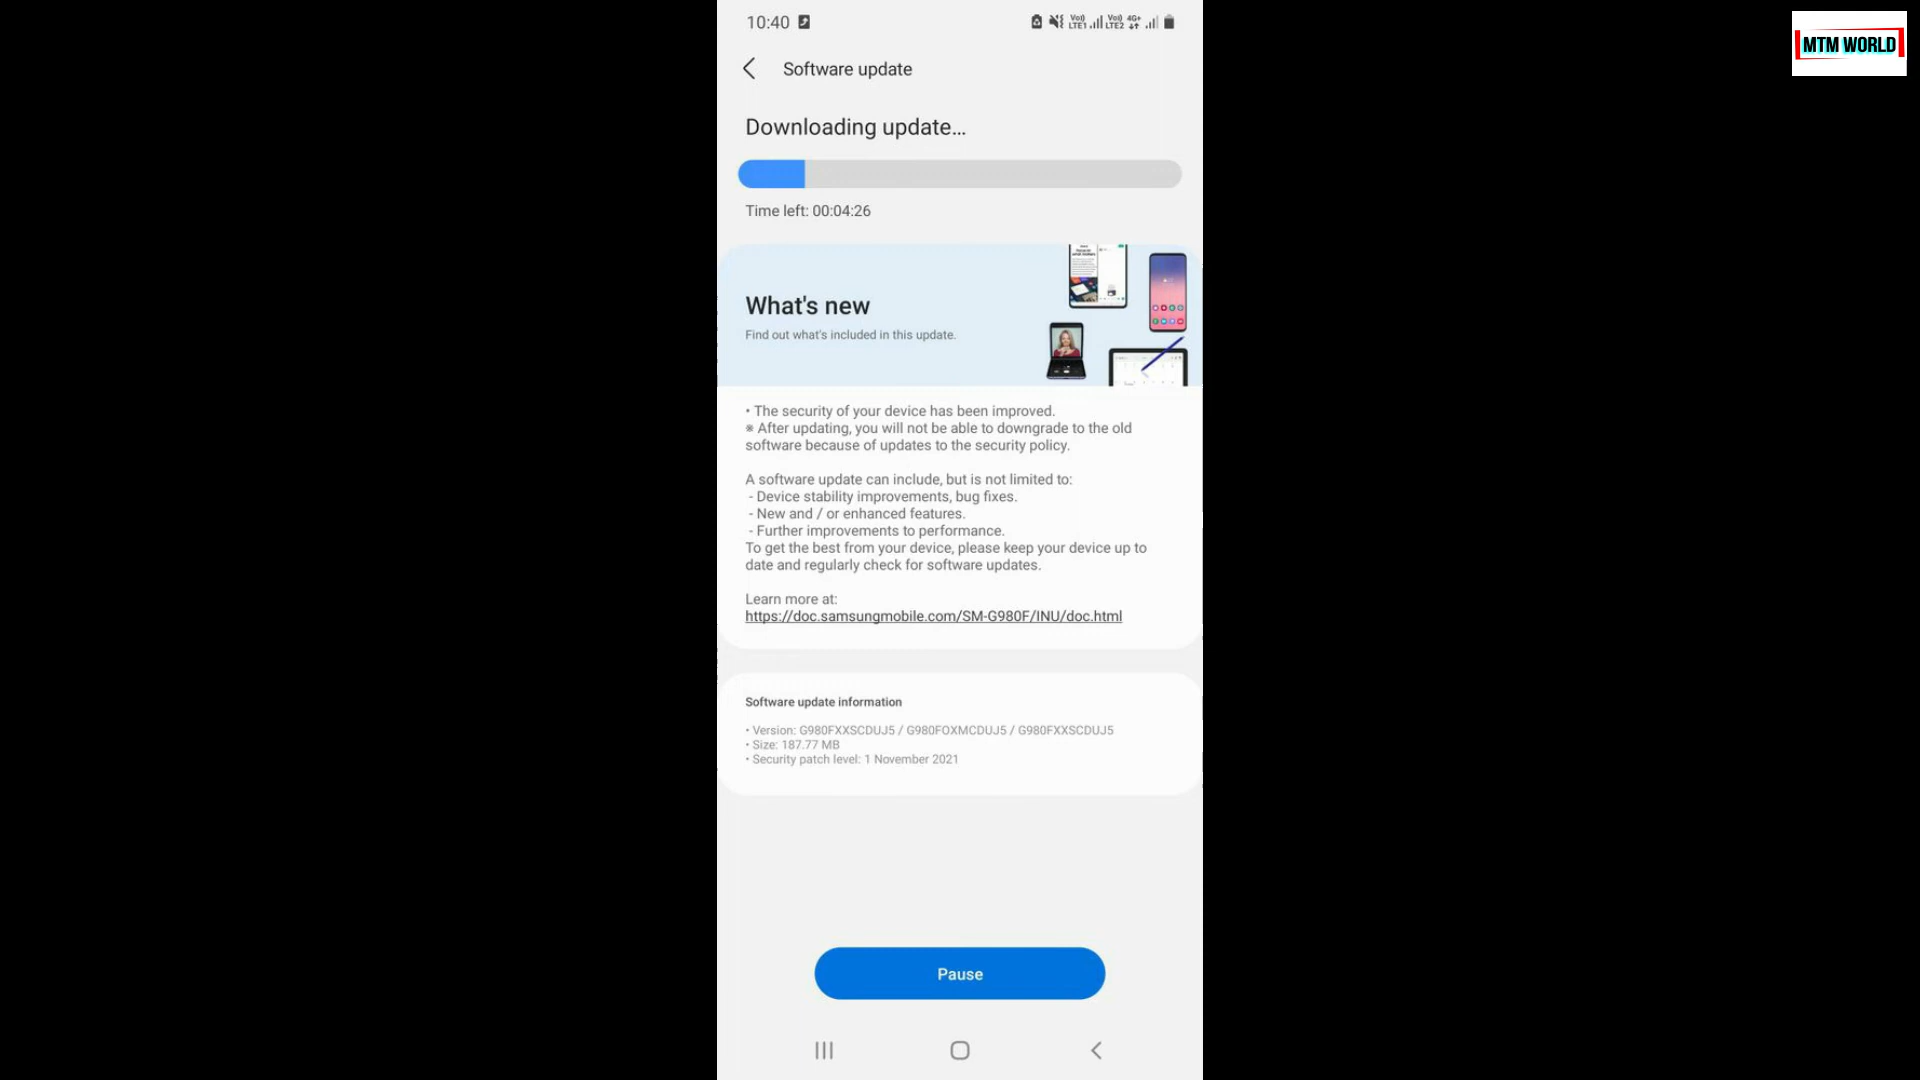 10:40
Vo)) LTE1 Vo)) LTE2 4G+
MTM WORLD
Software update
Downloading update...
Time left: 00:04:26
What's new
Find out what's included in this update.
• The security of your device has been improved.
※ After updating, you will not be able to downgrade to the old
software because of updates to the security policy.
A software update can include, but is not limited to:
- Device stability improvements, bug fixes.
- New and / or enhanced features.
- Further improvements to performance.
To get the best from your device, please keep your device up to
date and regularly check for software updates.
Learn more at:
https://doc.samsungmobile.com/SM-G980F/INU/doc.html
Software update information
• Version: G980FXXSCDUJ5 / G980FOXMCDUJ5 / G980FXXSCDUJ5
• Size: 187.77 MB
• Security patch level: 1 November 2021
Pause